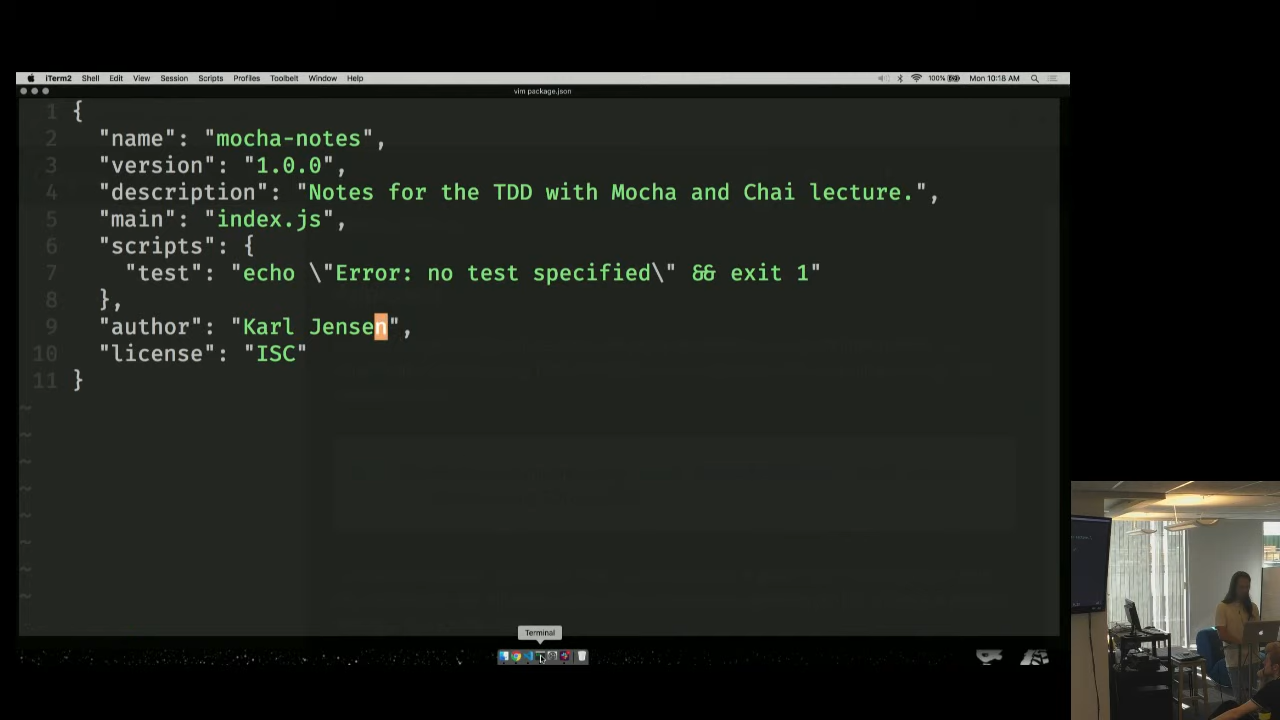 iTerm2 Shell Edit View Session Scripts Profiles Toolbelt Window Help 100% Mon 10:18 AM
vim package.json
1 {
2 "name": "mocha-notes",
3 "version": "1.0.0",
4 "description": "Notes for the TDD with Mocha and Chai lecture.",
5 "main": "index.js",
6 "scripts": {
7 "test": "echo \"Error: no test specified\" && exit 1"
8 },
9 "author": "Karl Jensen",
10 "license": "ISC"
11 }
~
~
~
~
~
~
~
~
Terminal